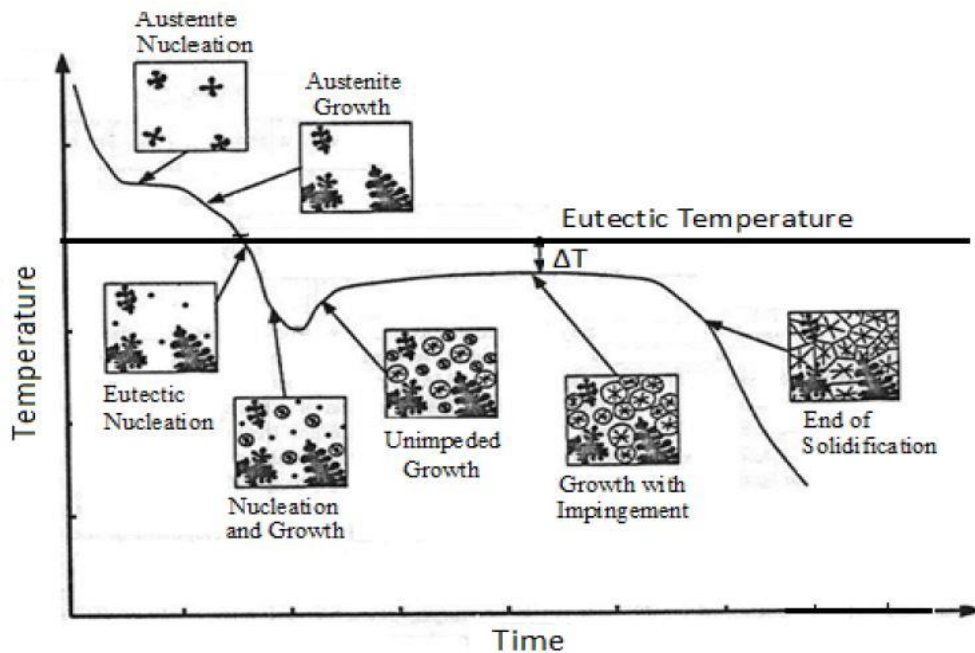 Austenite
Nucleation
Austenite
Growth
Eutectic Temperature
ΔT
Eutectic
Nucleation
Nucleation
and Growth
Unimpeded
Growth
Growth with
Impingement
End of
Solidification
Temperature
Time